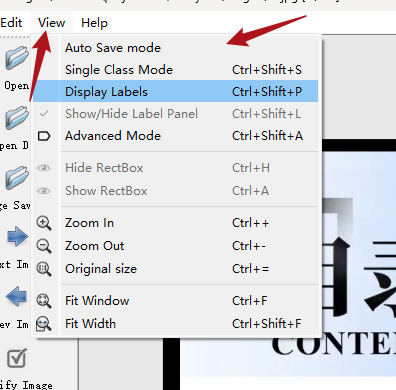 Edit View Help
Auto Save mode
Single Class Mode Ctrl+Shift+S
Display Labels Ctrl+Shift+P
Show/Hide Label Panel Ctrl+Shift+L
Advanced Mode Ctrl+Shift+A
Hide RectBox Ctrl+H
Show RectBox Ctrl+A
Zoom In Ctrl++
Zoom Out Ctrl+-
Original size Ctrl+=
Fit Window Ctrl+F
Fit Width Ctrl+Shift+F
Open
pen D
ge Sav
xt Im
ev Im
ify Image
CONTEN